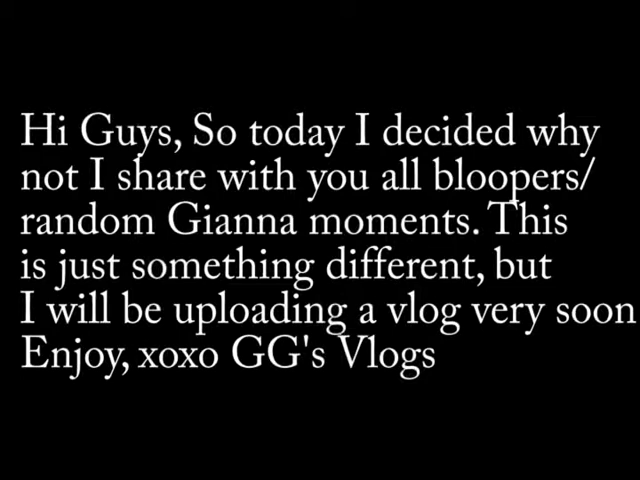 Hi Guys, So today I decided why
not I share with you all bloopers/
random Gianna moments. This
is just something different, but
I will be uploading a vlog very soon
Enjoy, xoxo GG's Vlogs